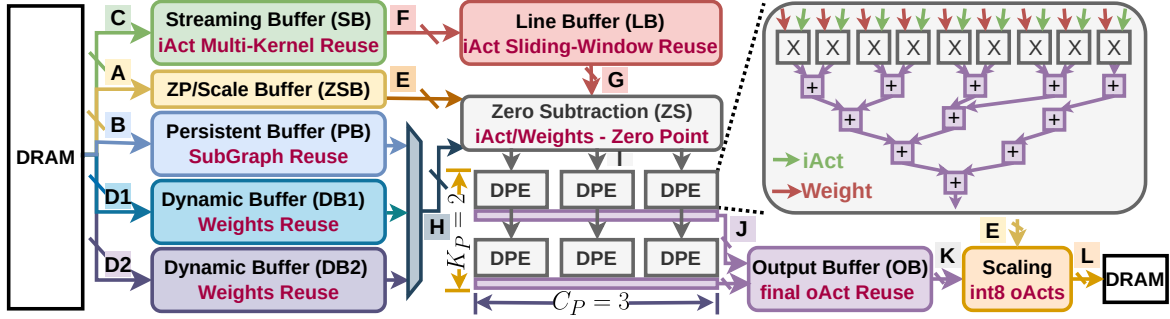 DRAM
C
A
B
D1
D2
Streaming Buffer (SB)
iAct Multi-Kernel Reuse
ZP/Scale Buffer (ZSB)
Persistent Buffer (PB)
SubGraph Reuse
Dynamic Buffer (DB1)
Weights Reuse
Dynamic Buffer (DB2)
Weights Reuse
F
E
H
Line Buffer (LB)
iAct Sliding-Window Reuse
G
Zero Subtraction (ZS)
iAct/Weights - Zero Point
I
DPE DPE DPE
DPE DPE DPE
K_P = 2
C_P = 3
X X X X X X X X
+ + + +
+ + +
+ +
+
iAct
Weight
J
Output Buffer (OB)
final oAct Reuse
K
E
Scaling
int8 oActs
L
DRAM